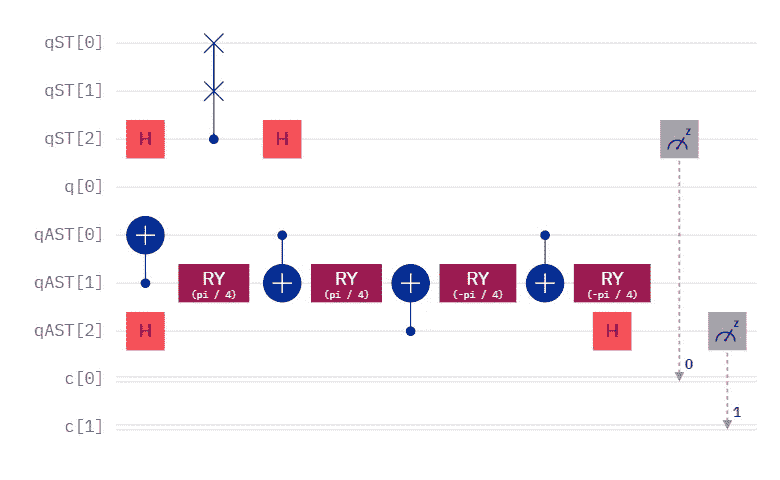 qST[0]
qST[1]
qST[2] H H z
q[0]
qAST[0]
qAST[1] RY (pi / 4) RY (pi / 4) RY (-pi / 4) RY (-pi / 4)
qAST[2] H H z
c[0] 0
c[1] 1